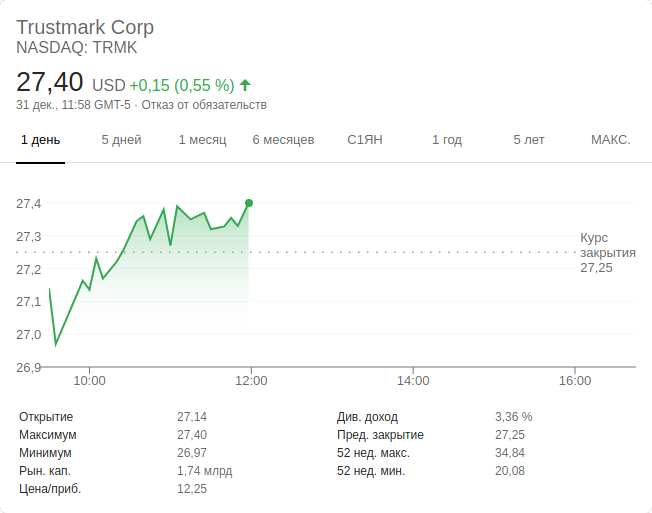 Trustmark Corp
NASDAQ: TRMK
27,40 USD +0,15 (0,55 %)
31 дек., 11:58 GMT-5 · Отказ от обязательств
1 день 5 дней 1 месяц 6 месяцев С1ЯН 1 год 5 лет МАКС.
27,4
27,3
27,2
27,1
27,0
26,9
Курс
закрытия
27,25
10:00 12:00 14:00 16:00
Открытие 27,14
Максимум 27,40
Минимум 26,97
Рын. кап. 1,74 млрд
Цена/приб. 12,25
Див. доход 3,36 %
Пред. закрытие 27,25
52 нед. макс. 34,84
52 нед. мин. 20,08